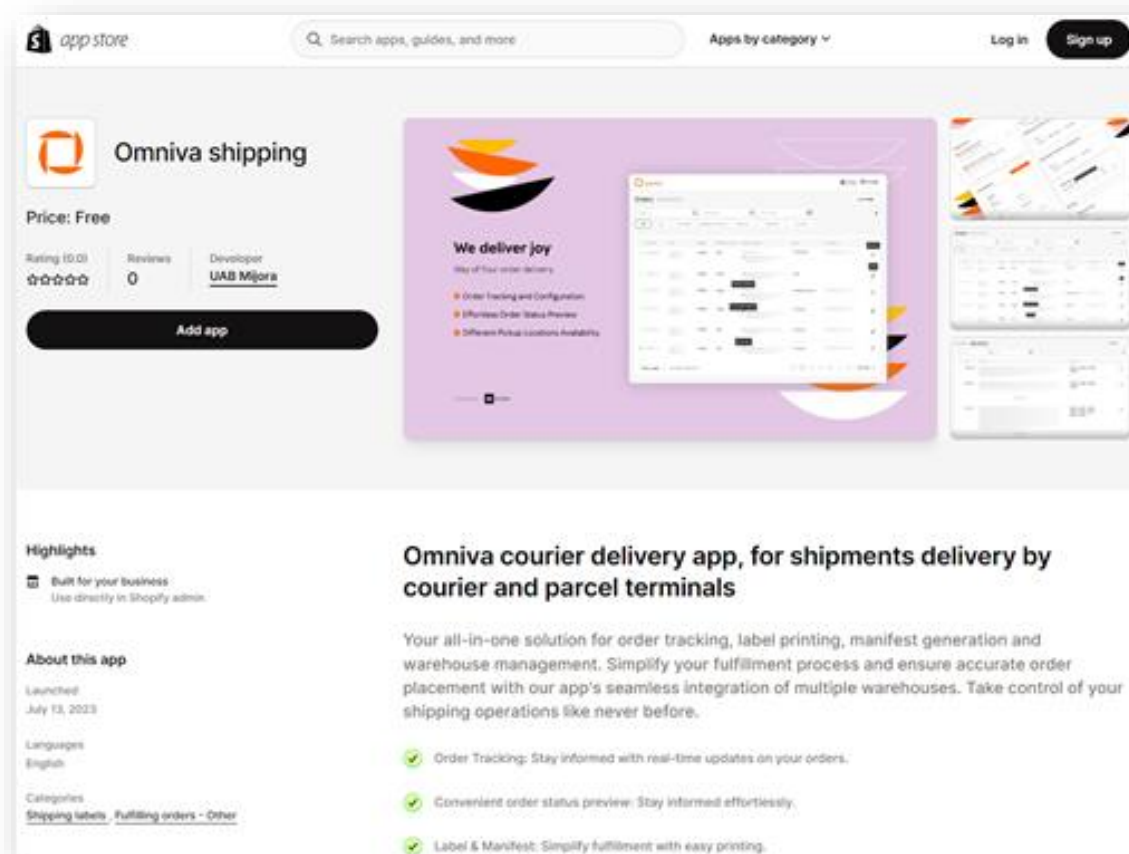 app store
Search apps, guides, and more
Apps by category
Log in
Sign up
Omniva shipping
Price: Free
Rating (0.0)
Reviews
Developer
0
UAB Mijora
Add app
We deliver joy
Way of Your order delivery
Order Tracking and Configuration
Effortless Order Status Preview
Different Pickup Locations Availability
Orders
Highlights
Built for your business
Use directly in Shopify admin
About this app
Launched
July 13, 2023
Languages
English
Categories
Shipping labels , Fulfilling orders - Other
Omniva courier delivery app, for shipments delivery by
courier and parcel terminals
Your all-in-one solution for order tracking, label printing, manifest generation and
warehouse management. Simplify your fulfillment process and ensure accurate order
placement with our app's seamless integration of multiple warehouses. Take control of your
shipping operations like never before.
Order Tracking: Stay informed with real-time updates on your orders.
Convenient order status preview: Stay informed effortlessly.
Label & Manifest: Simplify fulfillment with easy printing.